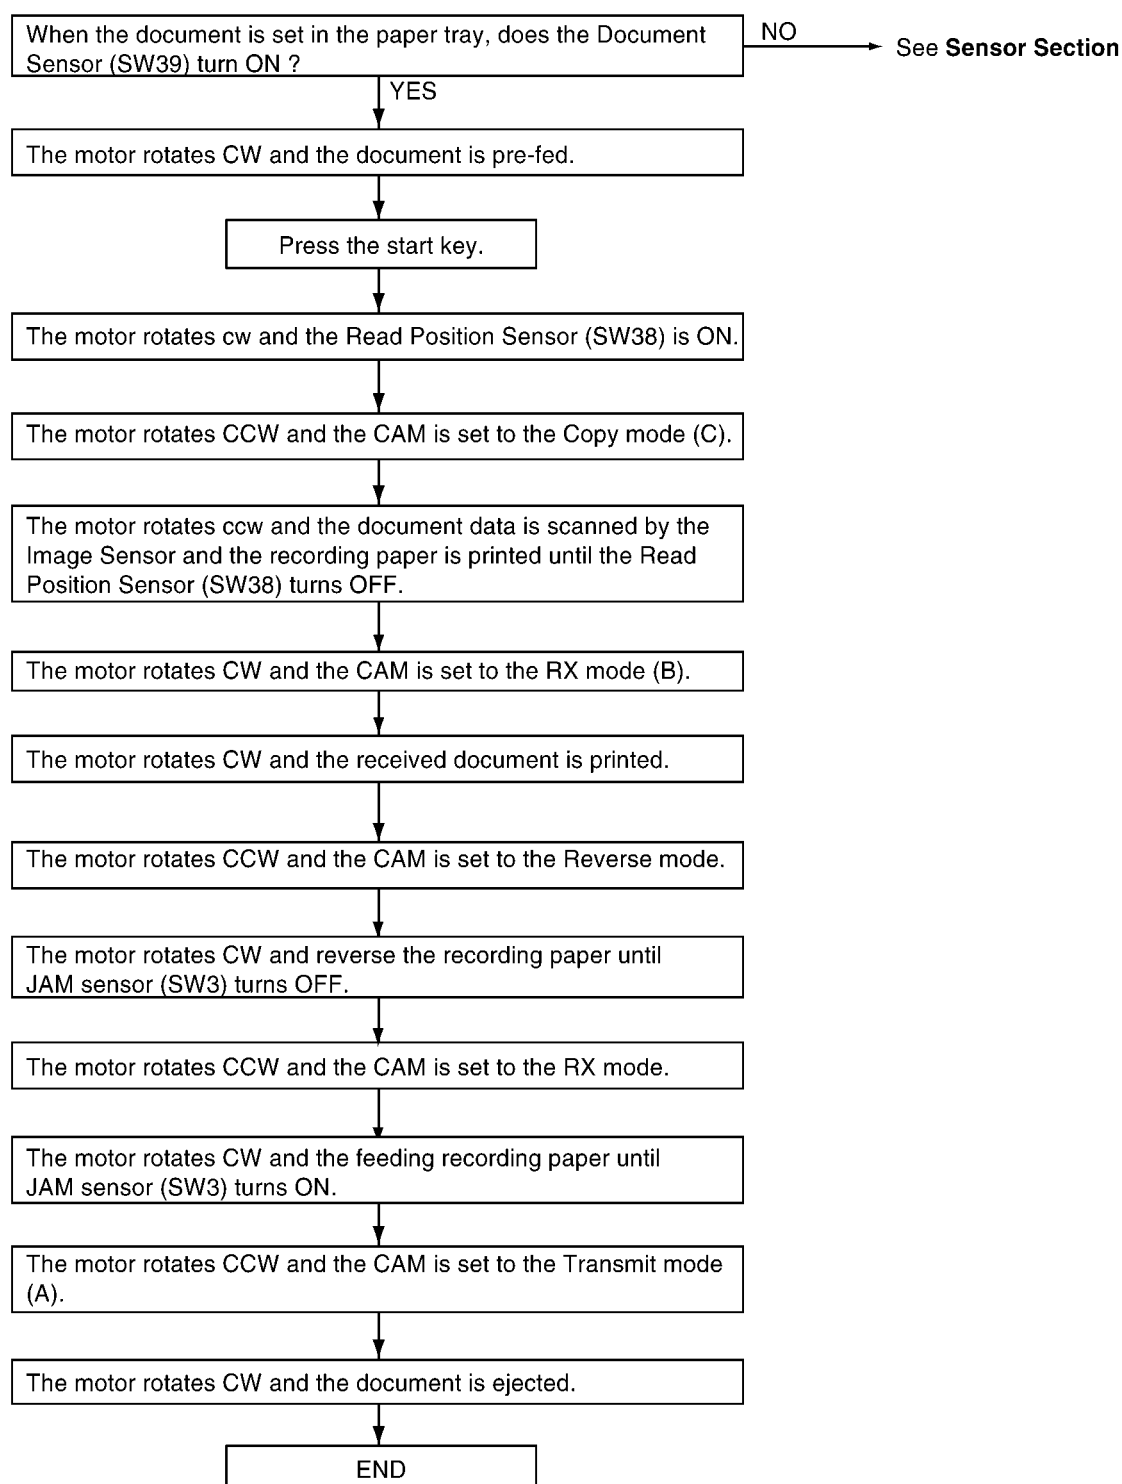 When the document is set in the paper tray, does the Document
Sensor (SW39) turn ON ?
NO
See Sensor Section
YES
The motor rotates CW and the document is pre-fed.
Press the start key.
The motor rotates cw and the Read Position Sensor (SW38) is ON.
The motor rotates CCW and the CAM is set to the Copy mode (C).
The motor rotates ccw and the document data is scanned by the
Image Sensor and the recording paper is printed until the Read
Position Sensor (SW38) turns OFF.
The motor rotates CW and the CAM is set to the RX mode (B).
The motor rotates CW and the received document is printed.
The motor rotates CCW and the CAM is set to the Reverse mode.
The motor rotates CW and reverse the recording paper until
JAM sensor (SW3) turns OFF.
The motor rotates CCW and the CAM is set to the RX mode.
The motor rotates CW and the feeding recording paper until
JAM sensor (SW3) turns ON.
The motor rotates CCW and the CAM is set to the Transmit mode
(A).
The motor rotates CW and the document is ejected.
END